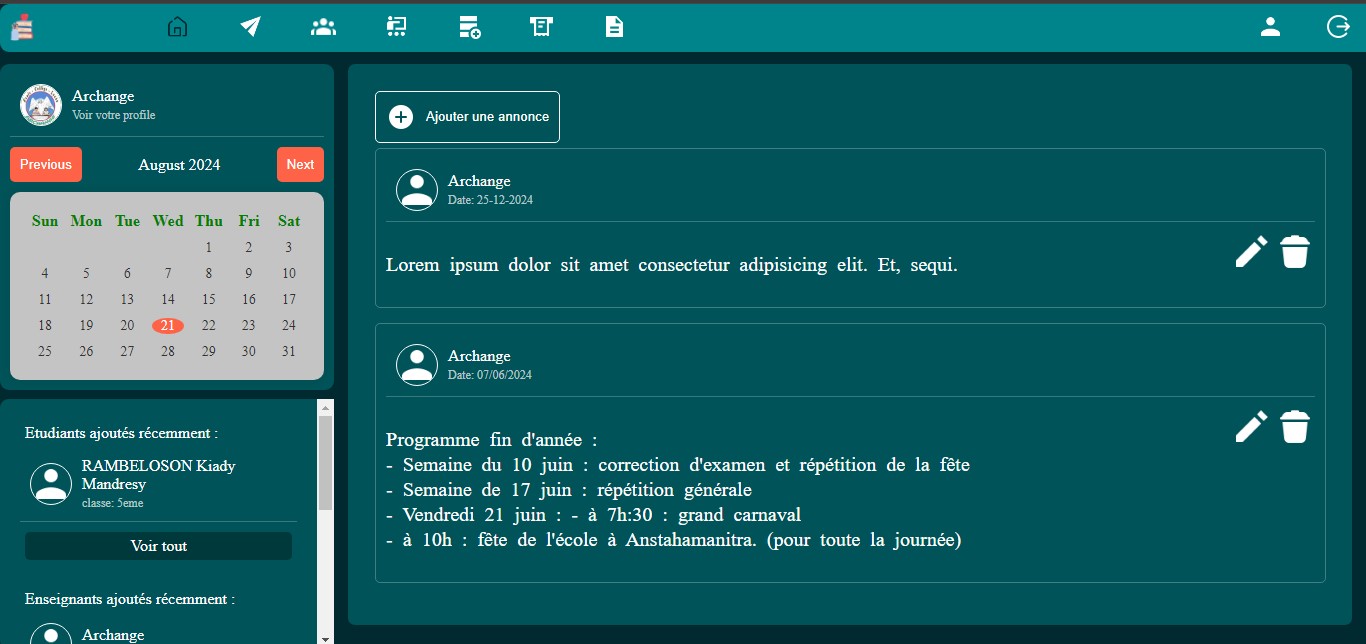 Archange
Voir votre profile
Previous August 2024 Next
Sun Mon Tue Wed Thu Fri Sat
1 2 3
4 5 6 7 8 9 10
11 12 13 14 15 16 17
18 19 20 21 22 23 24
25 26 27 28 29 30 31
Etudiants ajoutés récemment :
RAMBELOSON Kiady
Mandresy
classe: 5eme
Voir tout
Enseignants ajoutés récemment :
Archange
Ajouter une annonce
Archange
Date: 25-12-2024
Lorem ipsum dolor sit amet consectetur adipisicing elit. Et, sequi.
Archange
Date: 07/06/2024
Programme fin d'année :
- Semaine du 10 juin : correction d'examen et répétition de la fête
- Semaine de 17 juin : répétition générale
- Vendredi 21 juin : - à 7h:30 : grand carnaval
- à 10h : fête de l'école à Anstahamanitra. (pour toute la journée)